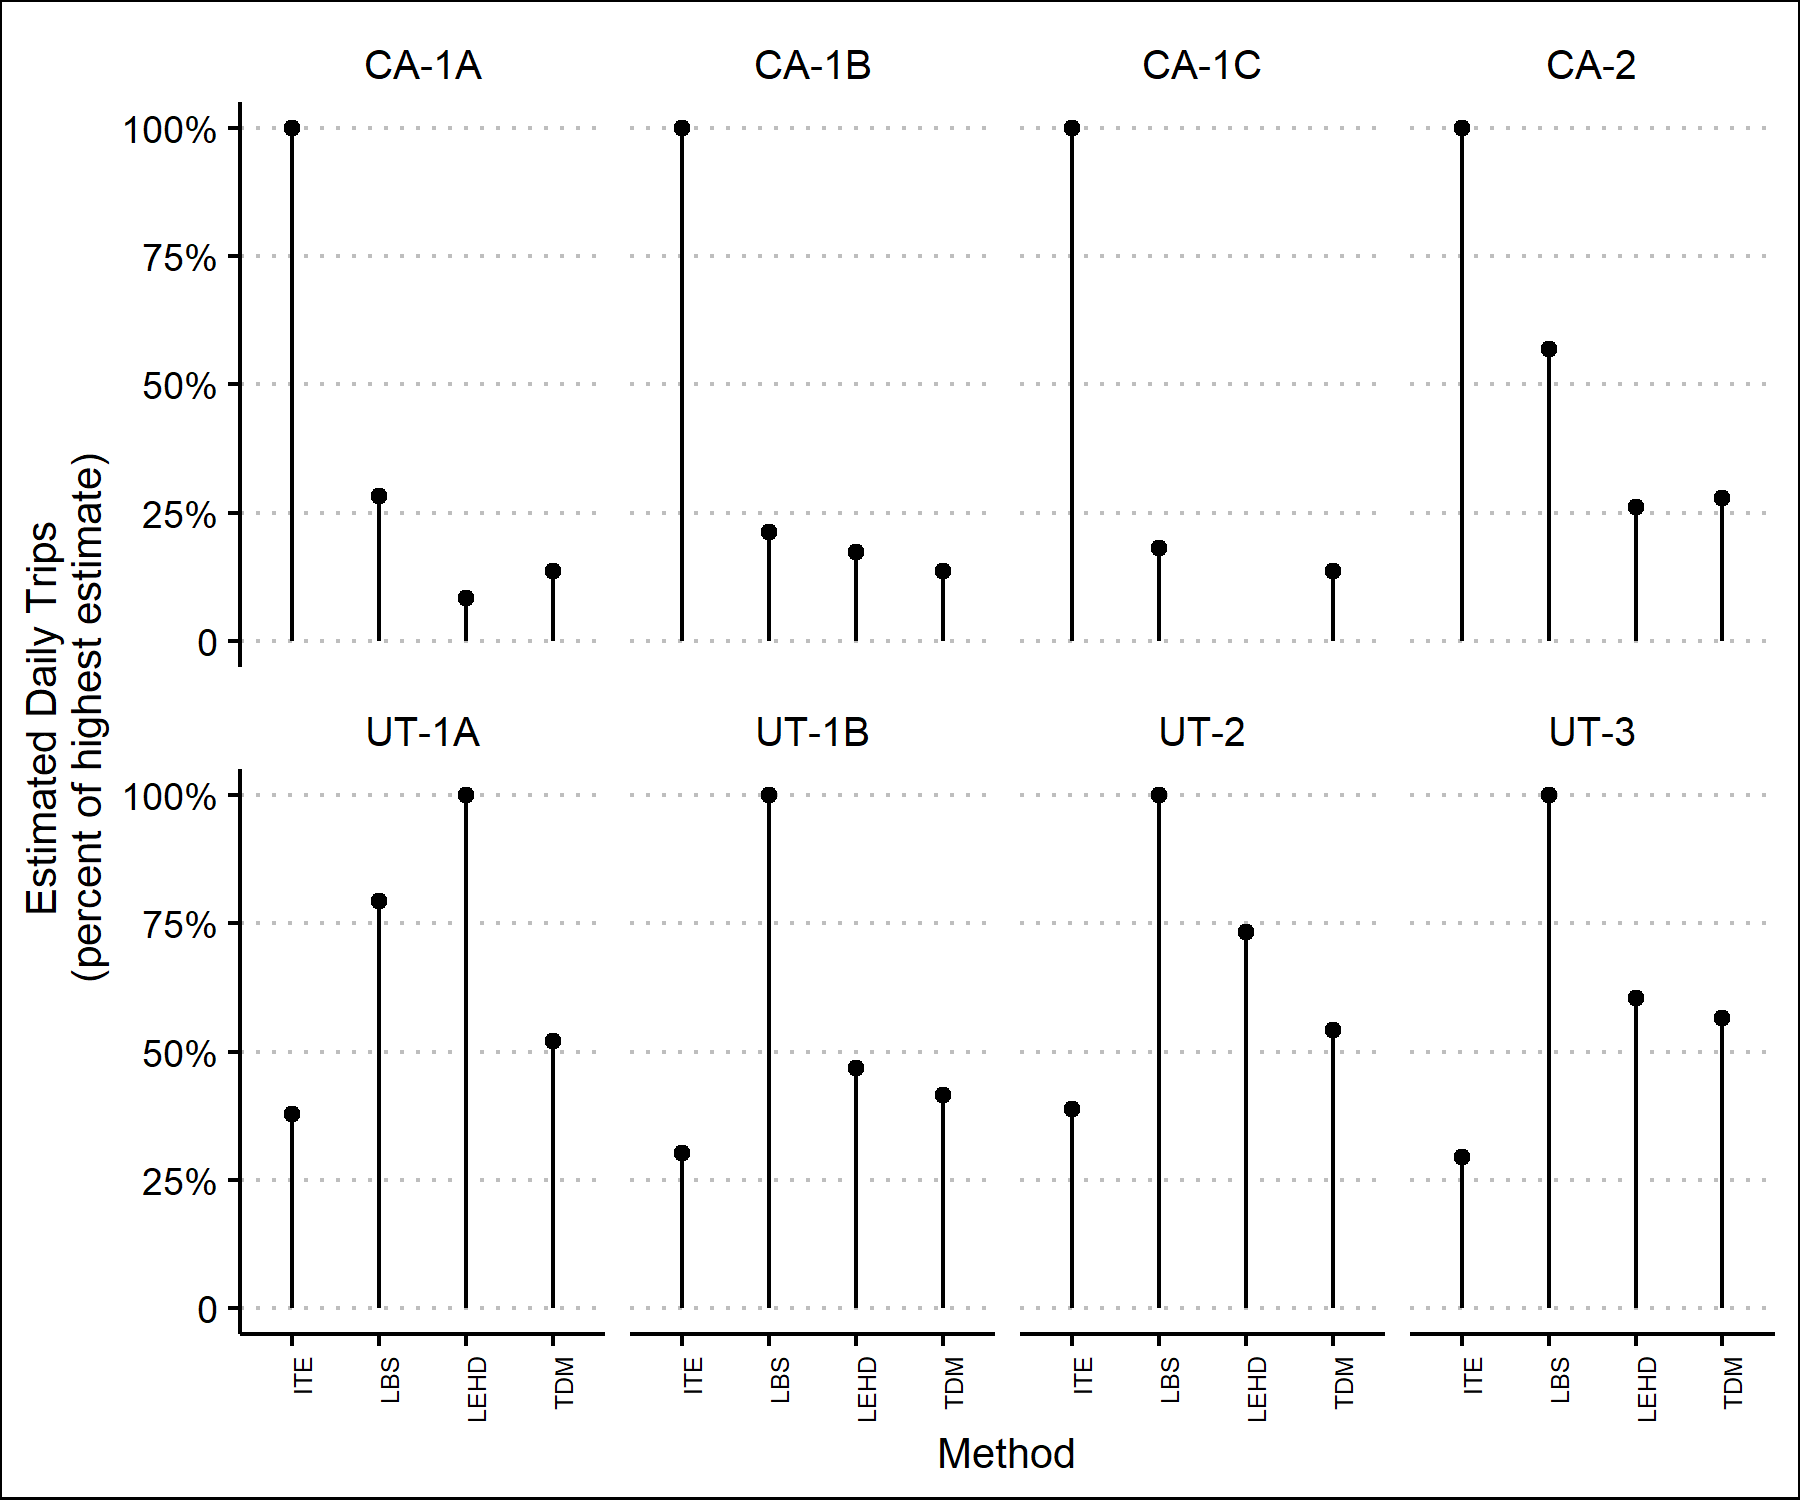 CA-1A
CA-1B
CA-1C
CA-2
100%
75%
50%
25%
0
UT-1A
UT-1B
UT-2
UT-3
100%
75%
50%
25%
0
Estimated Daily Trips
(percent of highest estimate)
ITE
LBS
LEHD
TDM
ITE
LBS
LEHD
TDM
ITE
LBS
LEHD
TDM
ITE
LBS
LEHD
TDM
Method